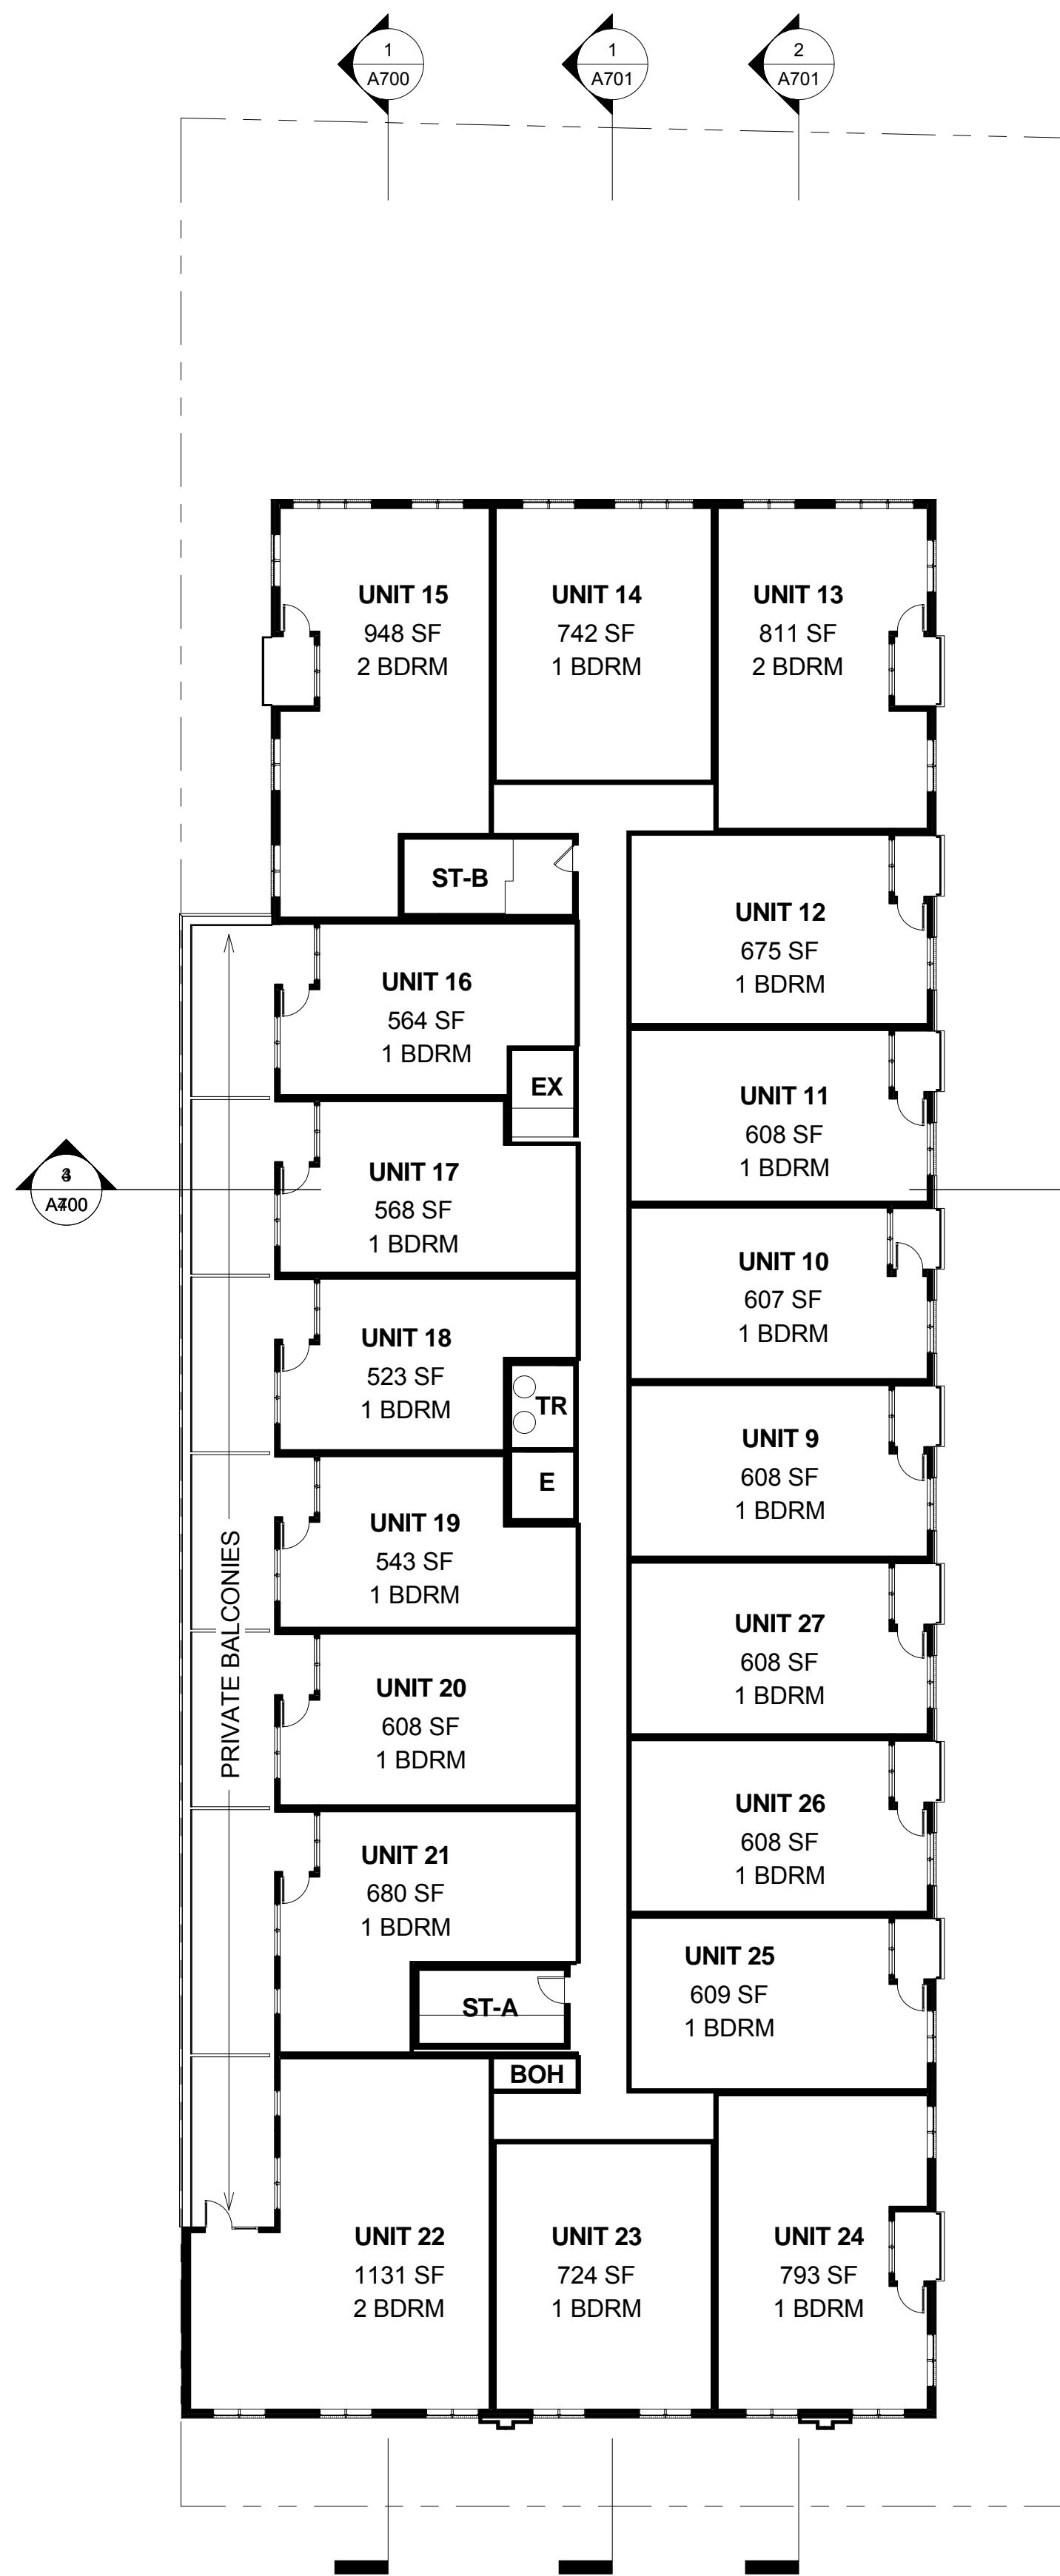 1
A700
1
A701
2
A701
UNIT 15
948 SF
2 BDRM
UNIT 14
742 SF
1 BDRM
UNIT 13
811 SF
2 BDRM
ST-B
UNIT 12
675 SF
1 BDRM
UNIT 16
564 SF
1 BDRM
EX
UNIT 11
608 SF
1 BDRM
UNIT 17
568 SF
1 BDRM
UNIT 10
607 SF
1 BDRM
UNIT 18
523 SF
1 BDRM
TR
E
UNIT 9
608 SF
1 BDRM
UNIT 19
543 SF
1 BDRM
PRIVATE BALCONIES
UNIT 27
608 SF
1 BDRM
UNIT 20
608 SF
1 BDRM
UNIT 26
608 SF
1 BDRM
UNIT 21
680 SF
1 BDRM
UNIT 25
609 SF
1 BDRM
ST-A
BOH
UNIT 22
1131 SF
2 BDRM
UNIT 23
724 SF
1 BDRM
UNIT 24
793 SF
1 BDRM